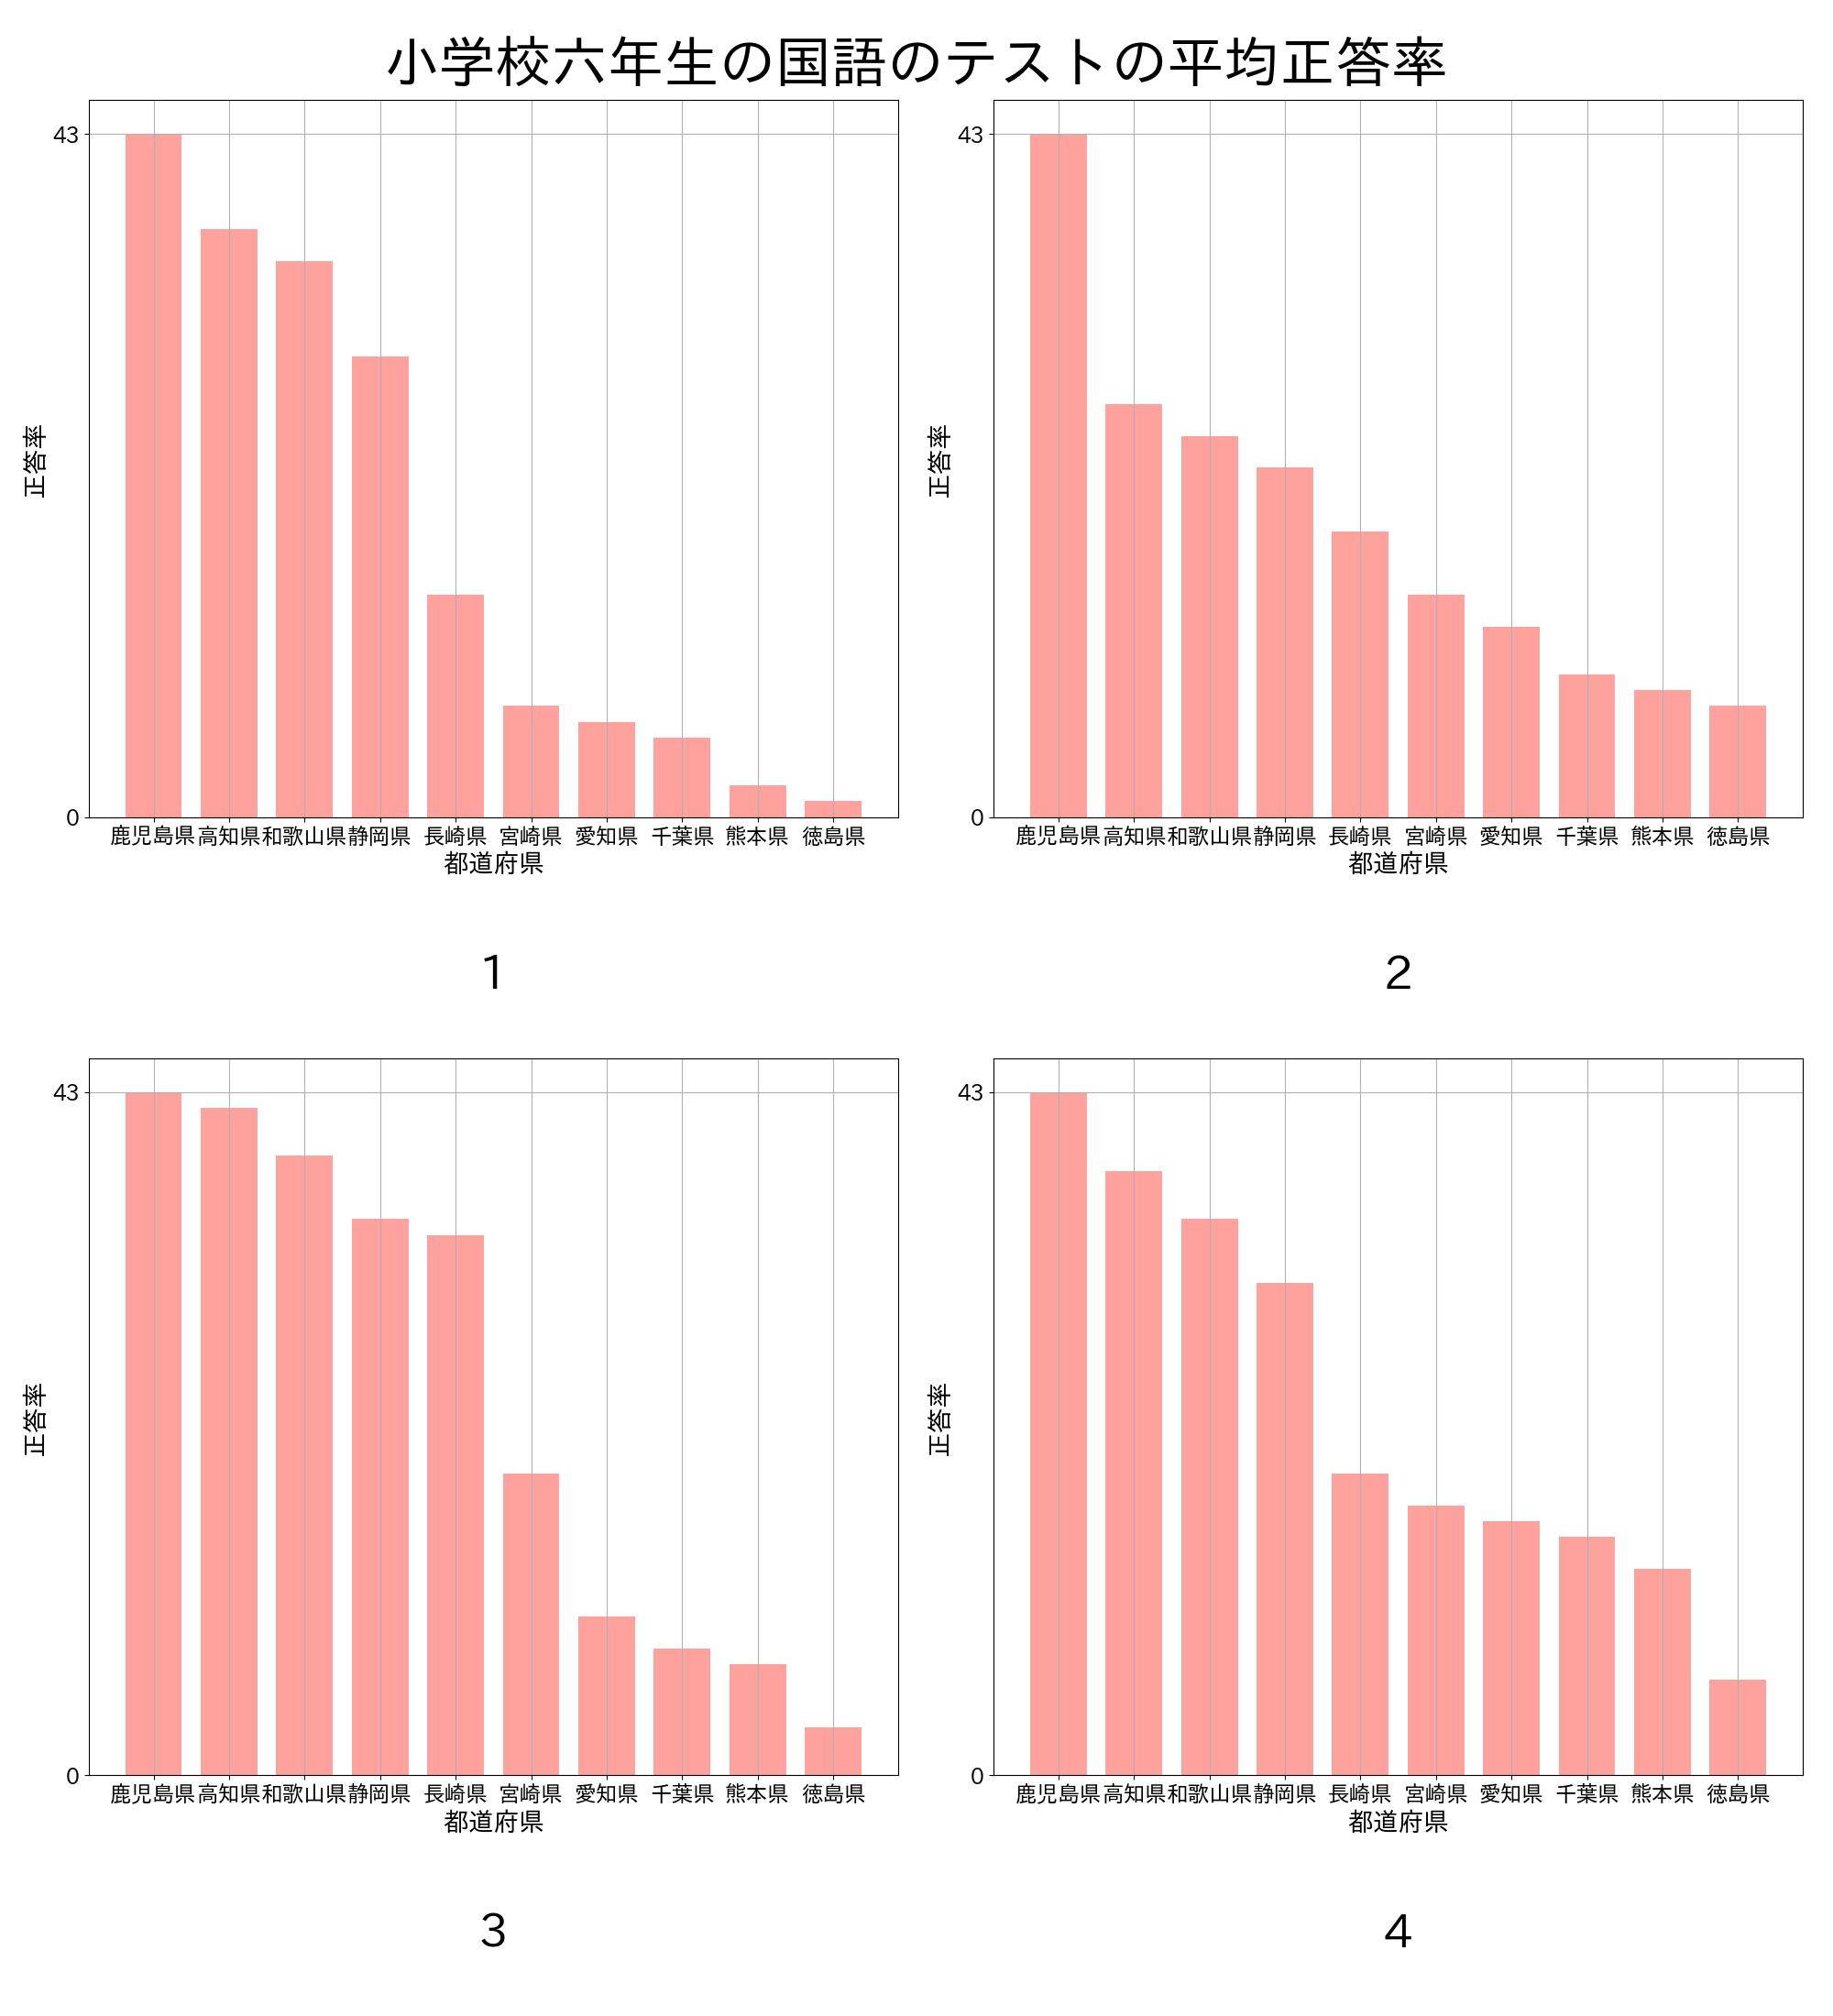 小学校六年生の国語のテストの平均正答率
43
正答率
0
鹿児島県 高知県 和歌山県 静岡県 長崎県 宮崎県 愛知県 千葉県 熊本県 徳島県
都道府県
1
43
正答率
0
鹿児島県 高知県 和歌山県 静岡県 長崎県 宮崎県 愛知県 千葉県 熊本県 徳島県
都道府県
2
43
正答率
0
鹿児島県 高知県 和歌山県 静岡県 長崎県 宮崎県 愛知県 千葉県 熊本県 徳島県
都道府県
3
43
正答率
0
鹿児島県 高知県 和歌山県 静岡県 長崎県 宮崎県 愛知県 千葉県 熊本県 徳島県
都道府県
4